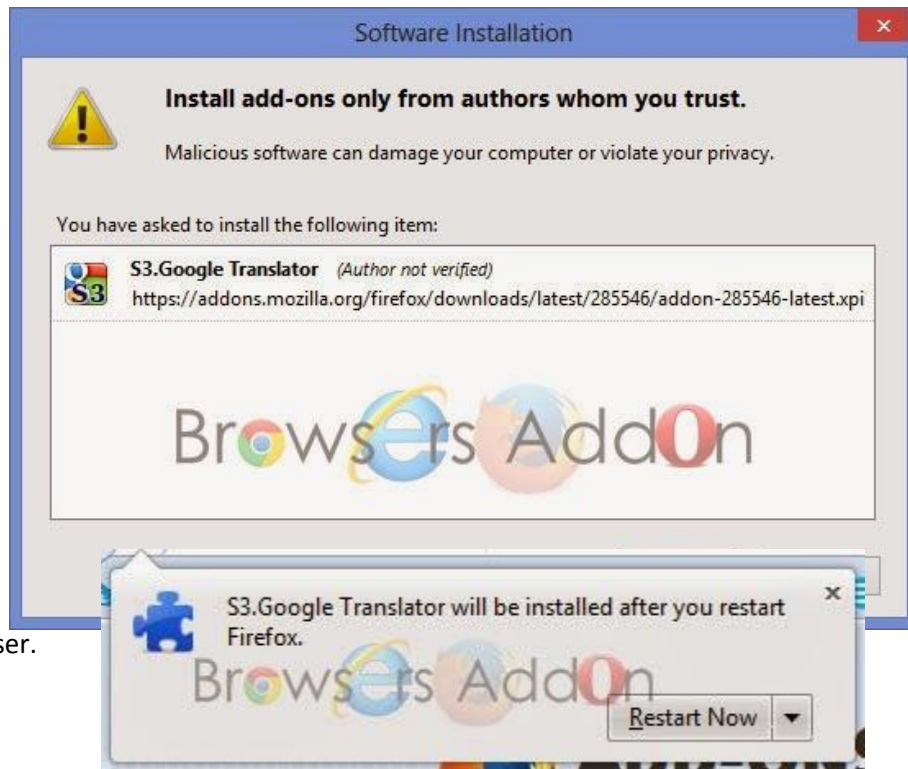 Software Installation
Install add-ons only from authors whom you trust.
Malicious software can damage your computer or violate your privacy.
You have asked to install the following item:
S3.Google Translator (Author not verified)
https://addons.mozilla.org/firefox/downloads/latest/285546/addon-285546-latest.xpi
S3
Browsers AddOn
S3.Google Translator will be installed after you restart
Firefox.
ser.
Browsers AddOn
Restart Now